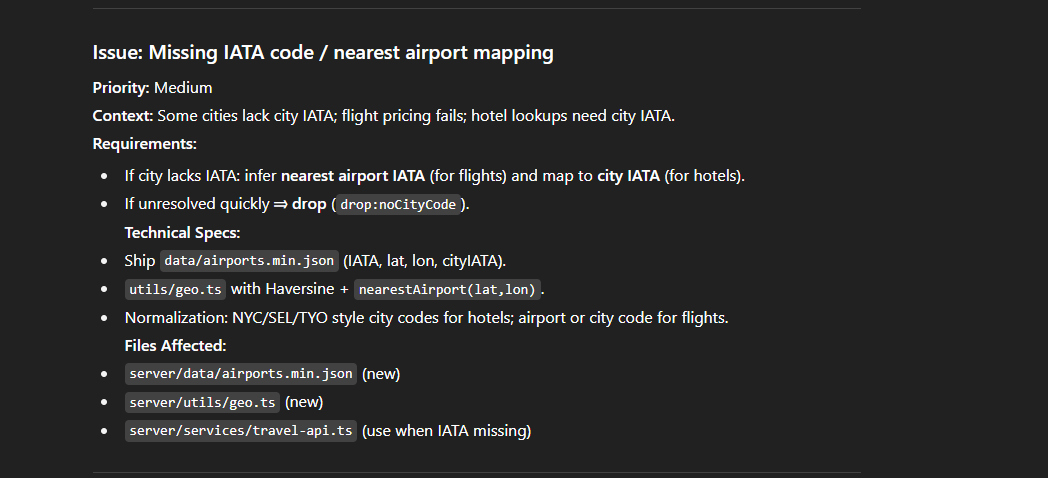 Issue: Missing IATA code / nearest airport mapping
Priority: Medium
Context: Some cities lack city IATA; flight pricing fails; hotel lookups need city IATA.
Requirements:
• If city lacks IATA: infer nearest airport IATA (for flights) and map to city IATA (for hotels).
• If unresolved quickly ⇒ drop (drop:noCityCode).
Technical Specs:
• Ship data/airports.min.json (IATA, lat, lon, cityIATA).
• utils/geo.ts with Haversine + nearestAirport(lat,lon).
• Normalization: NYC/SEL/TYO style city codes for hotels; airport or city code for flights.
Files Affected:
• server/data/airports.min.json (new)
• server/utils/geo.ts (new)
• server/services/travel-api.ts (use when IATA missing)